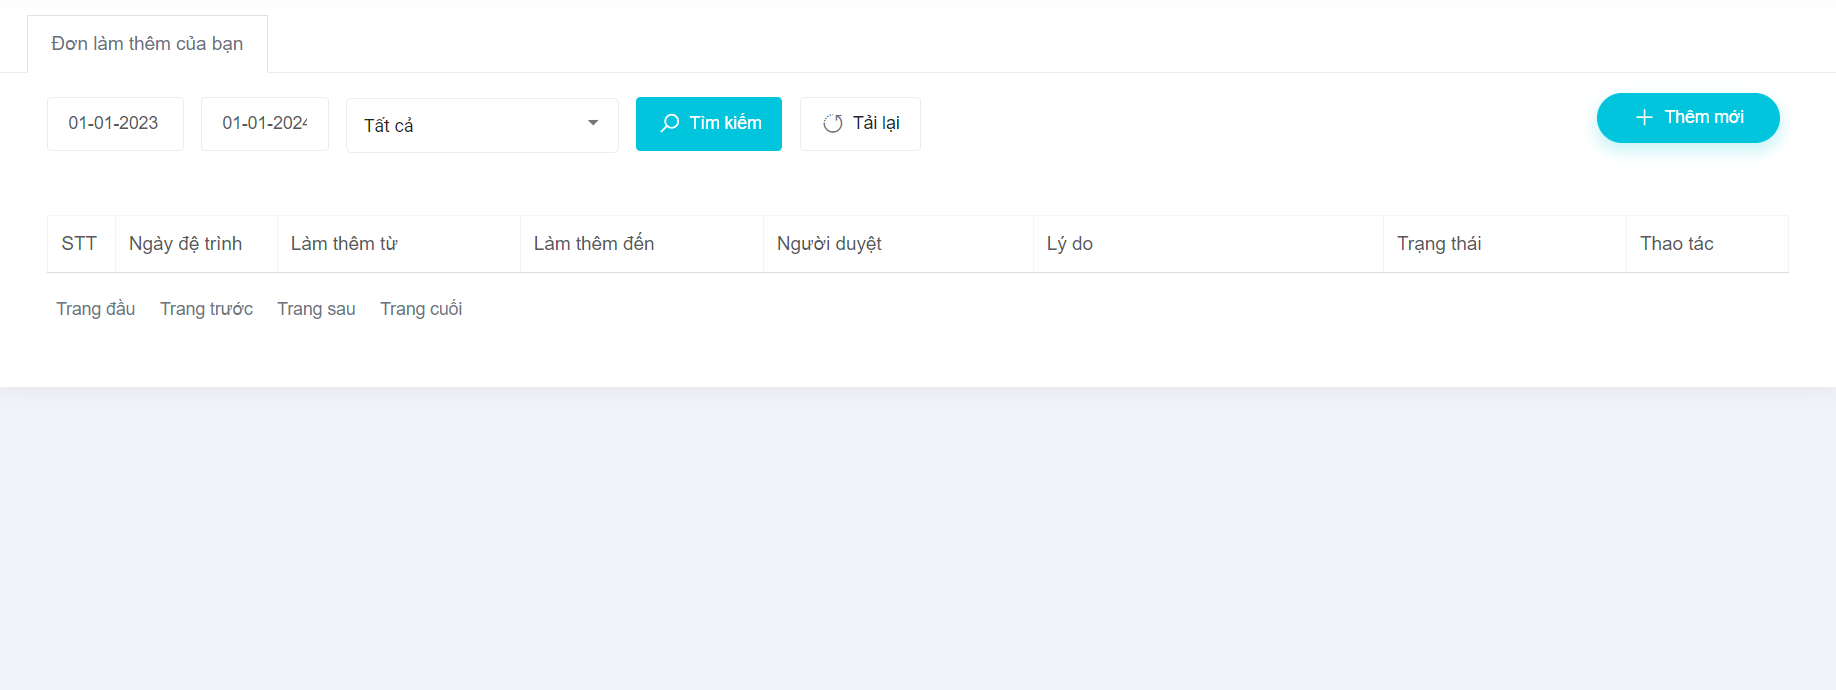 Đơn làm thêm của bạn
01-01-2023 01-01-2024 Tất cả Tìm kiếm Tải lại Thêm mới
STT Ngày đệ trình Làm thêm từ Làm thêm đến Người duyệt Lý do Trạng thái Thao tác
Trang đầu Trang trước Trang sau Trang cuối